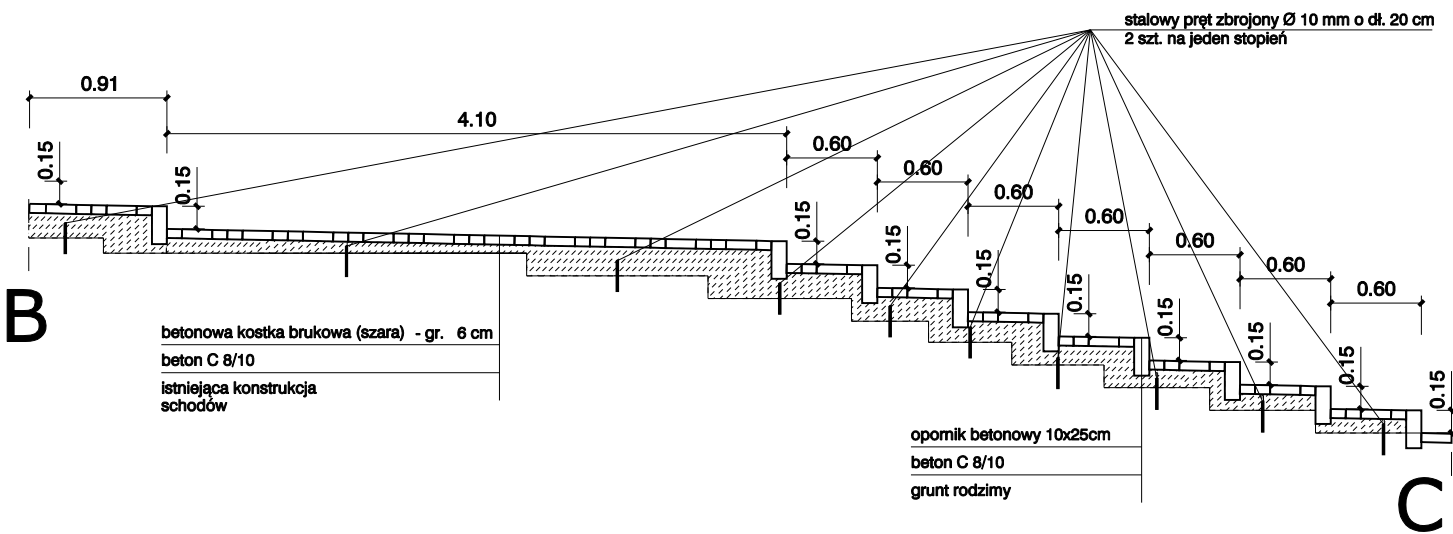 stalowy pręt zbrojony Ø 10 mm o dł. 20 cm
2 szt. na jeden stopień
0.91
4.10
0.60
0.60
0.60
0.60
0.60
0.60
0.60
0.15
0.15
0.15
0.15
0.15
0.15
0.15
0.15
0.15
0.15
B
betonowa kostka brukowa (szara) - gr. 6 cm
beton C 8/10
istniejąca konstrukcja
schodów
opornik betonowy 10x25cm
beton C 8/10
grunt rodzimy
C